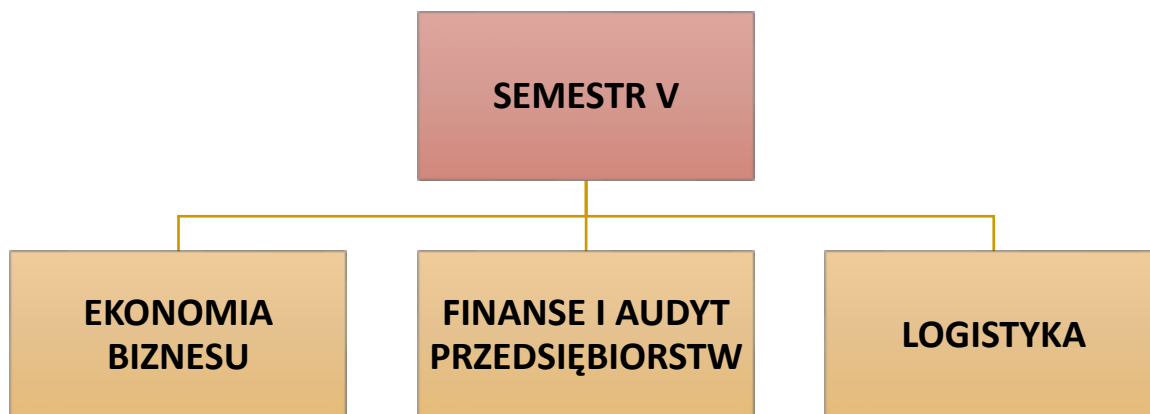 SEMESTR V
EKONOMIA
BIZNESU
FINANSE I AUDYT
PRZEDSIĘBIORSTW
LOGISTYKA